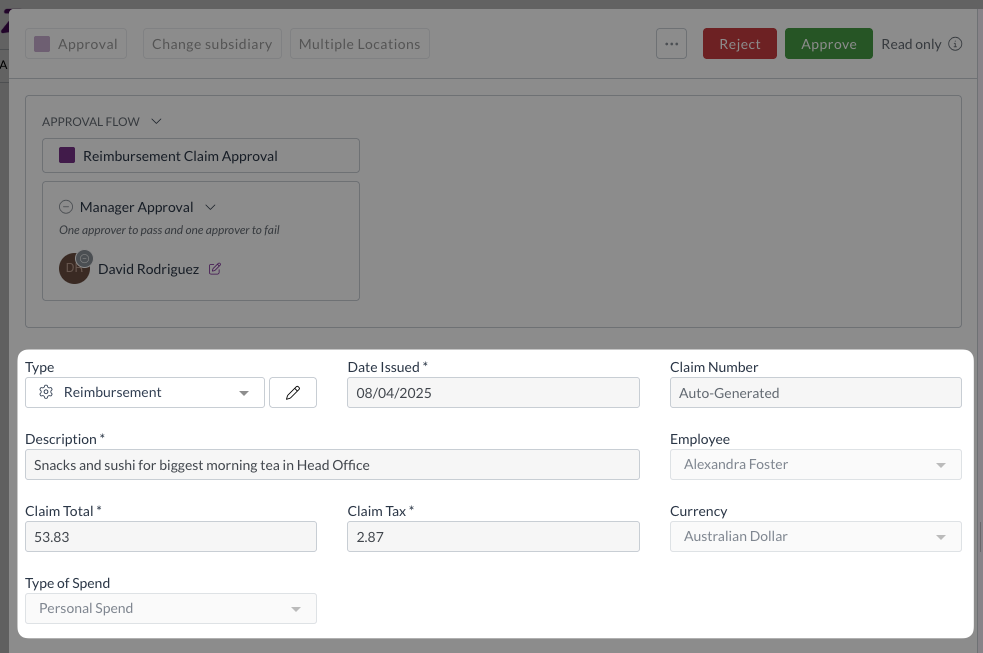 Approval
Change subsidiary
Multiple Locations
...
Reject
Approve
Read only
A
APPROVAL FLOW
Reimbursement Claim Approval
Manager Approval
One approver to pass and one approver to fail
David Rodriguez
Type
Date Issued *
Claim Number
Reimbursement
08/04/2025
Auto-Generated
Description *
Employee
Snacks and sushi for biggest morning tea in Head Office
Alexandra Foster
Claim Total *
Claim Tax *
Currency
53.83
2.87
Australian Dollar
Type of Spend
Personal Spend